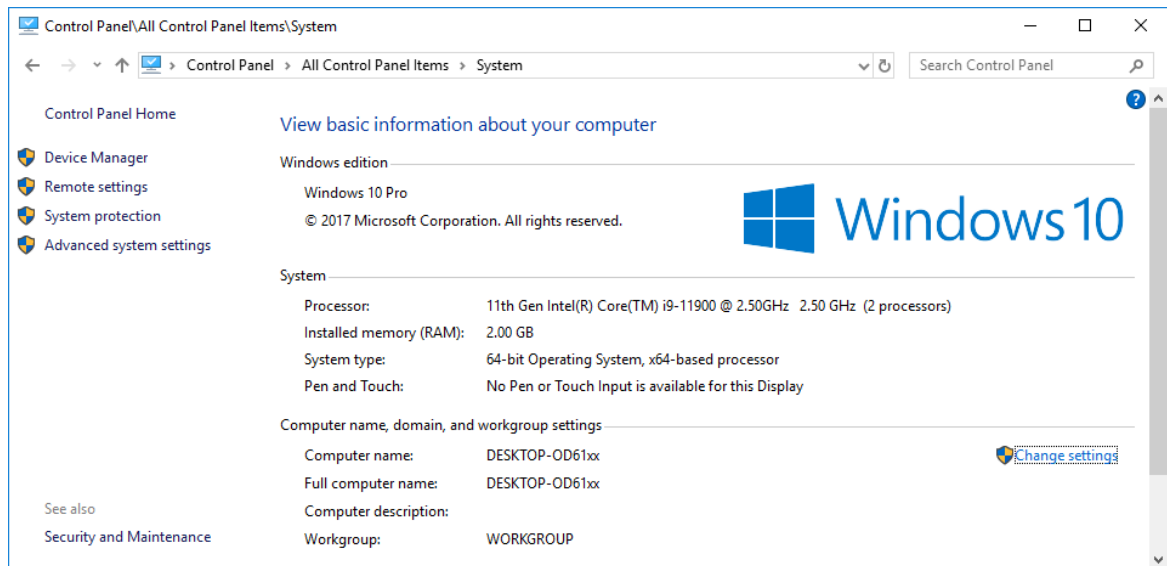 Control Panel\All Control Panel Items\System
Control Panel › All Control Panel Items › System
Search Control Panel
?
Control Panel Home
Device Manager
Remote settings
System protection
Advanced system settings
See also
Security and Maintenance
View basic information about your computer
Windows edition
Windows 10 Pro
© 2017 Microsoft Corporation. All rights reserved.
Windows 10
System
Processor: 11th Gen Intel(R) Core(TM) i9-11900 @ 2.50GHz 2.50 GHz (2 processors)
Installed memory (RAM): 2.00 GB
System type: 64-bit Operating System, x64-based processor
Pen and Touch: No Pen or Touch Input is available for this Display
Computer name, domain, and workgroup settings
Computer name: DESKTOP-OD61xx
Change settings
Full computer name: DESKTOP-OD61xx
Computer description:
Workgroup: WORKGROUP